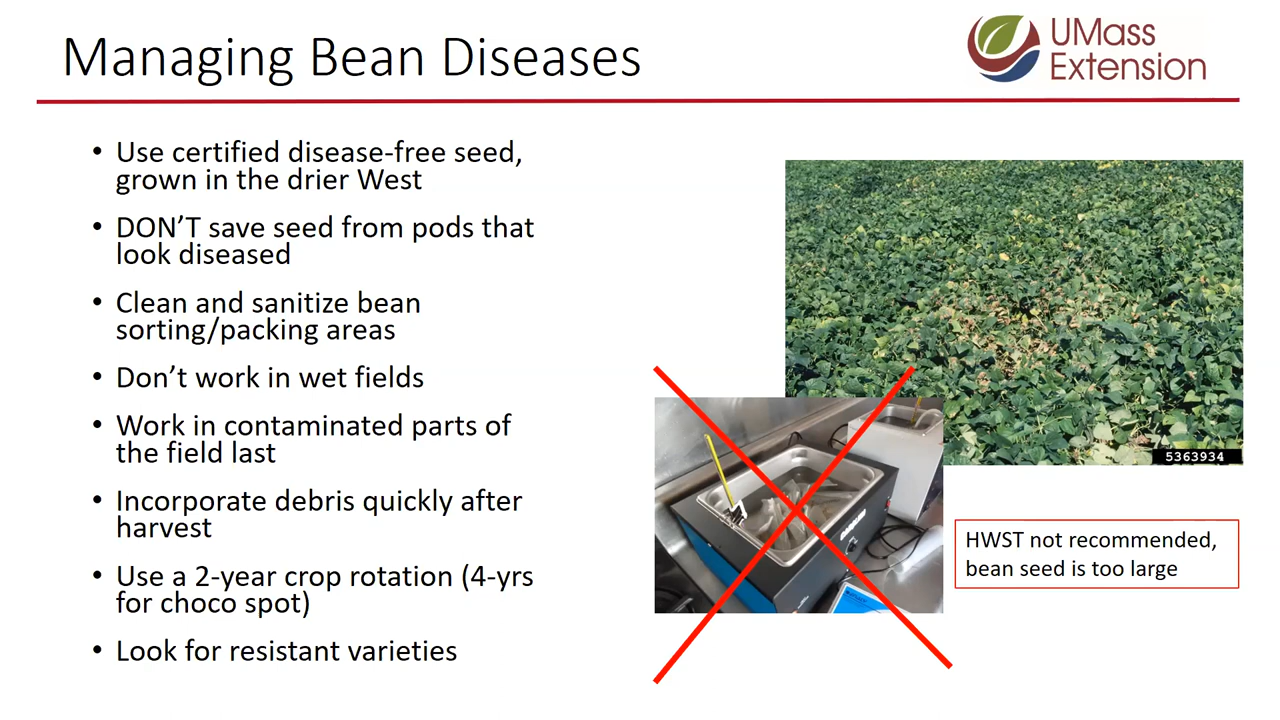 Managing Bean Diseases
UMass
Extension
• Use certified disease-free seed,
grown in the drier West
• DON'T save seed from pods that
look diseased
• Clean and sanitize bean
sorting/packing areas
• Don't work in wet fields
• Work in contaminated parts of
the field last
• Incorporate debris quickly after
harvest
• Use a 2-year crop rotation (4-yrs
for choco spot)
• Look for resistant varieties
5363934
HWST not recommended,
bean seed is too large